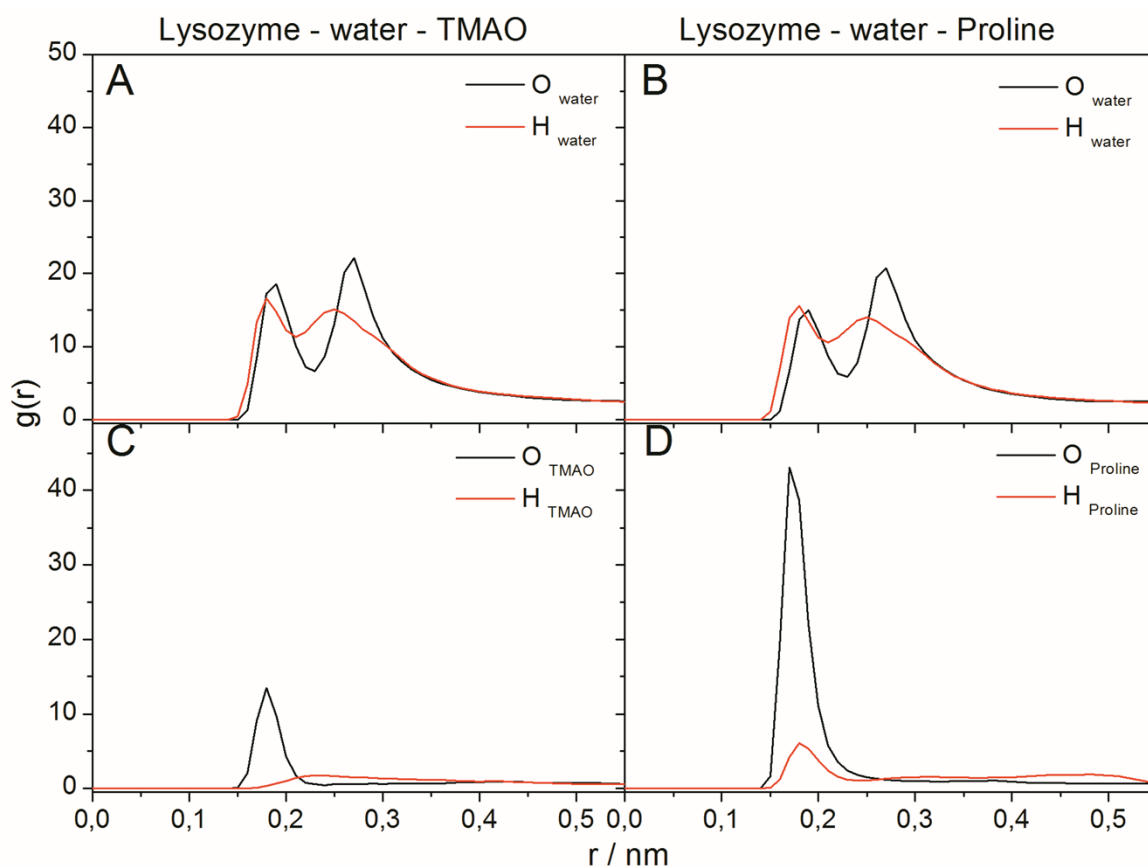 Lysozyme - water - TMAO
Lysozyme - water - Proline
50
40
30
20
10
0
A
O water
H water
B
O water
H water
g(r)
40
30
20
10
0
C
O TMAO
H TMAO
D
O Proline
H Proline
0,0 0,1 0,2 0,3 0,4 0,5 0,0 0,1 0,2 0,3 0,4 0,5
r / nm